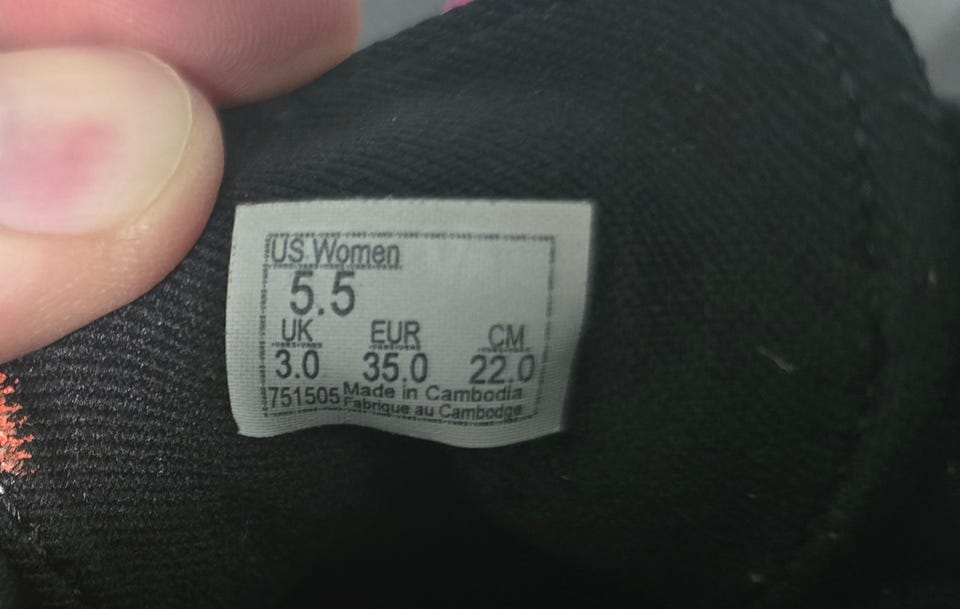 US Women
5.5
UK EUR CM
3.0 35.0 22.0
751505 Made in Cambodia
Fabrique au Cambodge